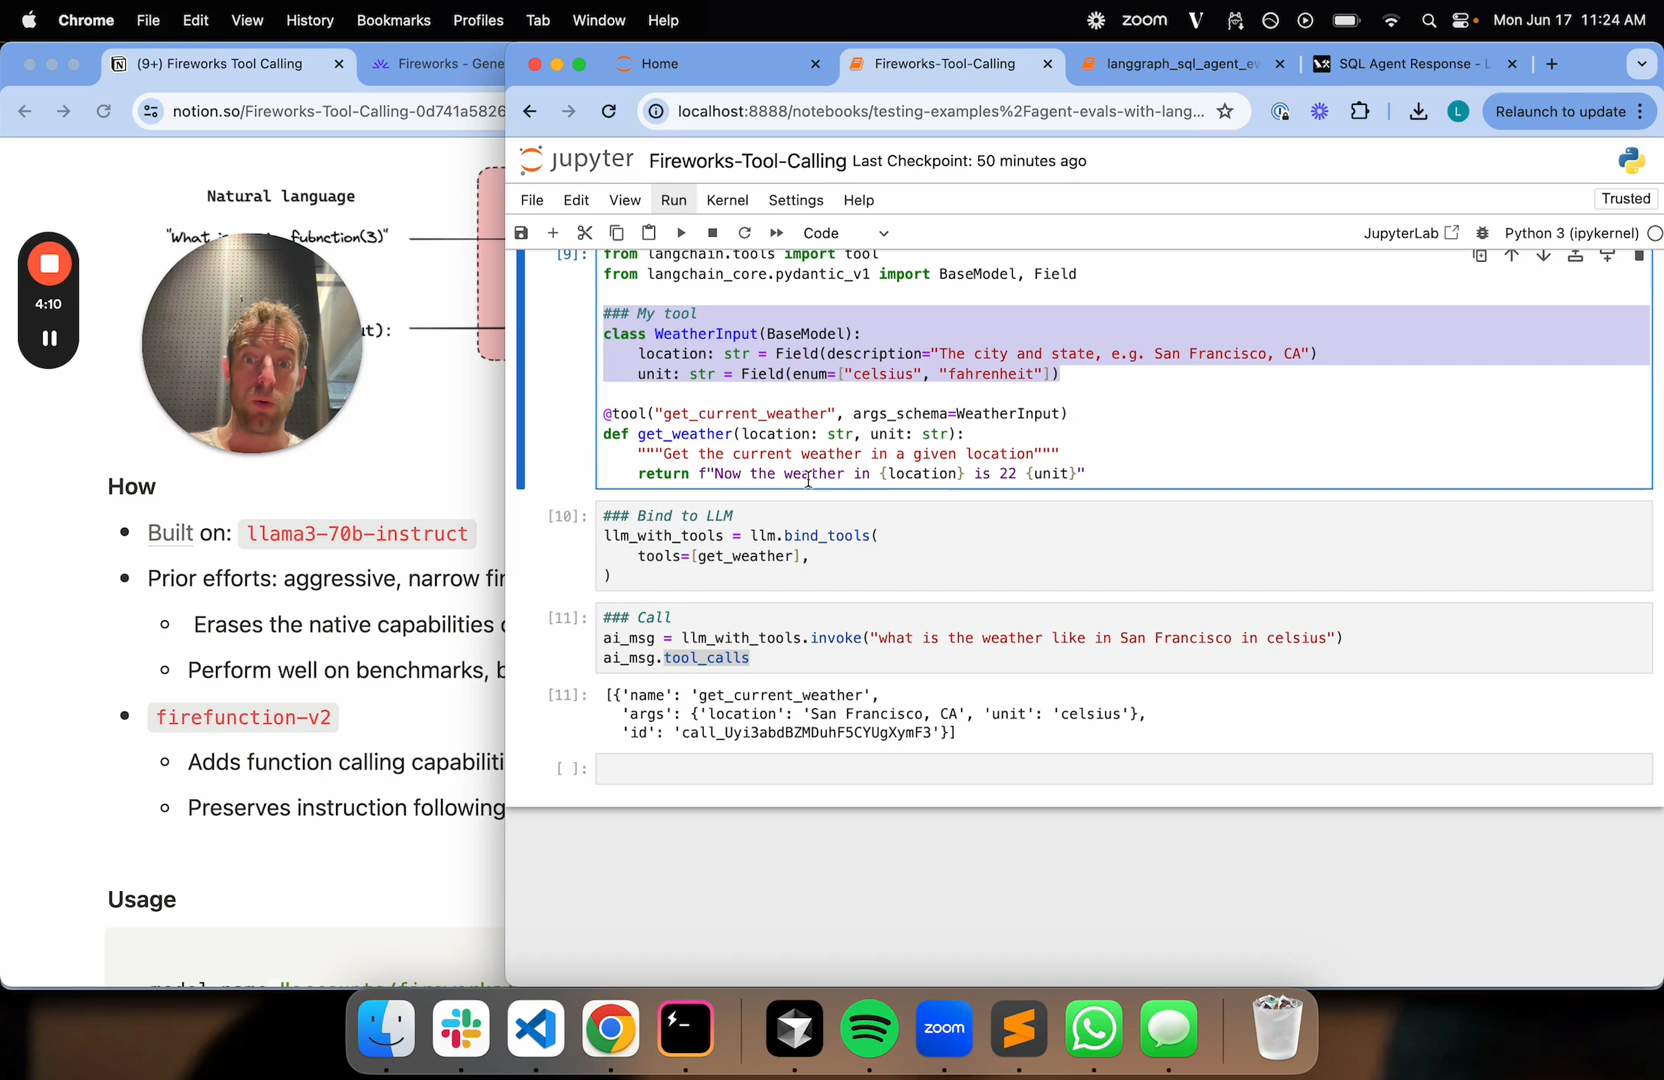 Chrome File Edit View History Bookmarks Profiles Tab Window Help zoom Mon Jun 17 11:24 AM
(9+) Fireworks Tool Calling
Fireworks - Gene
notion.so/Fireworks-Tool-Calling-0d741a5826
Natural language
"What i
fubnction(3)"
t):
4:10
How
Built on: llama3-70b-instruct
Prior efforts: aggressive, narrow fin
Erases the native capabilities
Perform well on benchmarks, b
firefunction-v2
Adds function calling capabiliti
Preserves instruction following
Usage
Home
Fireworks-Tool-Calling
langgraph_sql_agent_ev
SQL Agent Response - L
localhost:8888/notebooks/testing-examples%2Fagent-evals-with-lang...
L
Relaunch to update
jupyter Fireworks-Tool-Calling Last Checkpoint: 50 minutes ago
File Edit View Run Kernel Settings Help Trusted
Code JupyterLab Python 3 (ipykernel)
[9]: from langchain.tools import tool
from langchain_core.pydantic_v1 import BaseModel, Field
### My tool
class WeatherInput(BaseModel):
location: str = Field(description="The city and state, e.g. San Francisco, CA")
unit: str = Field(enum=["celsius", "fahrenheit"])
@tool("get_current_weather", args_schema=WeatherInput)
def get_weather(location: str, unit: str):
"""Get the current weather in a given location"""
return f"Now the weather in {location} is 22 {unit}"
[10]: ### Bind to LLM
llm_with_tools = llm.bind_tools(
tools=[get_weather],
)
[11]: ### Call
ai_msg = llm_with_tools.invoke("what is the weather like in San Francisco in celsius")
ai_msg.tool_calls
[11]: [{'name': 'get_current_weather',
'args': {'location': 'San Francisco, CA', 'unit': 'celsius'},
'id': 'call_Uyi3abdBZMDuhF5CYUgXymF3'}]
[ ]:
zoom